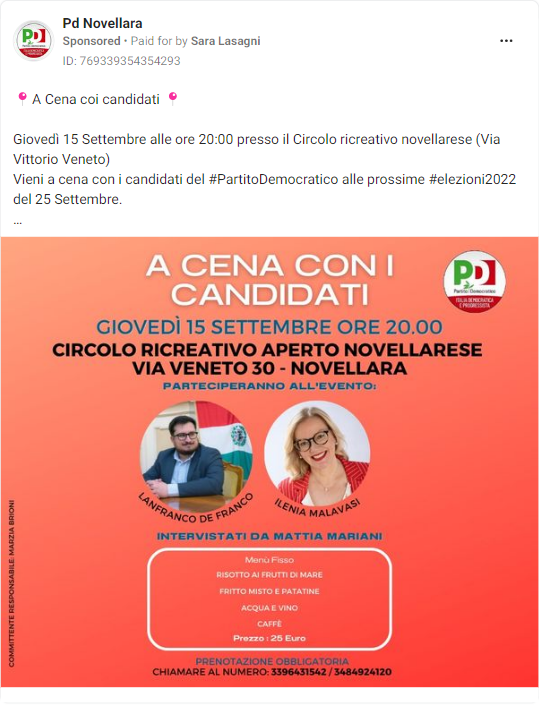 Pd Novellara
Sponsored • Paid for by Sara Lasagni
ID: 769339354354293
A Cena coi candidati
Giovedì 15 Settembre alle ore 20:00 presso il Circolo ricreativo novellarese (Via
Vittorio Veneto)
Vieni a cena con i candidati del #PartitoDemocratico alle prossime #elezioni2022
del 25 Settembre.
...
A CENA CON I
CANDIDATI
PD
Partito Democratico
ITALIA DEMOCRATICA
E PROGRESSISTA
GIOVEDÌ 15 SETTEMBRE ORE 20.00
CIRCOLO RICREATIVO APERTO NOVELLARESE
VIA VENETO 30 - NOVELLARA
PARTECIPERANNO ALL'EVENTO:
LANFRANCO DE FRANCO
ILENIA MALAVASI
INTERVISTATI DA MATTIA MARIANI
Menù Fisso
RISOTTO AI FRUTTI DI MARE
FRITTO MISTO E PATATINE
ACQUA E VINO
CAFFÈ
Prezzo : 25 Euro
PRENOTAZIONE OBBLIGATORIA
CHIAMARE AL NUMERO: 3396431542 / 3484924120
COMMITTENTE RESPONSABILE: MARZIA BRIONI